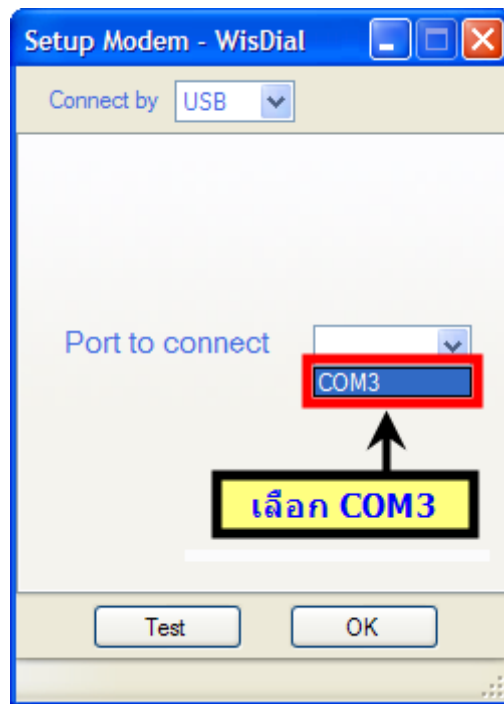 Setup Modem - WisDial
Connect by USB
Port to connect
COM3
เลือก COM3
Test OK